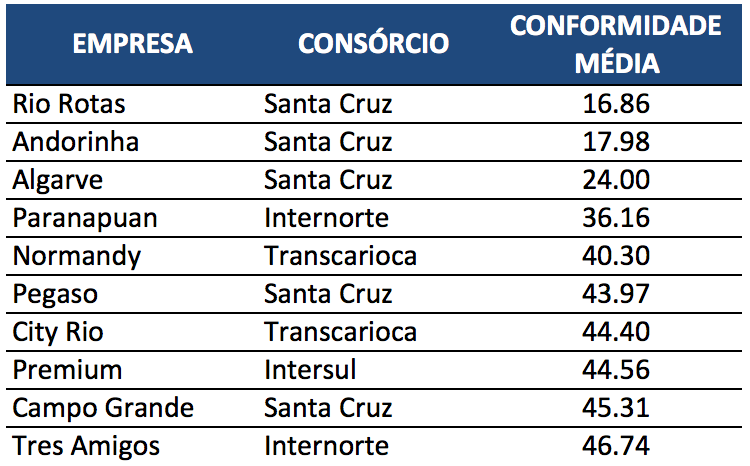 EMPRESA CONSÓRCIO CONFORMIDADE MÉDIA
Rio Rotas Santa Cruz 16.86
Andorinha Santa Cruz 17.98
Algarve Santa Cruz 24.00
Paranapuan Internorte 36.16
Normandy Transcarioca 40.30
Pegaso Santa Cruz 43.97
City Rio Transcarioca 44.40
Premium Intersul 44.56
Campo Grande Santa Cruz 45.31
Tres Amigos Internorte 46.74